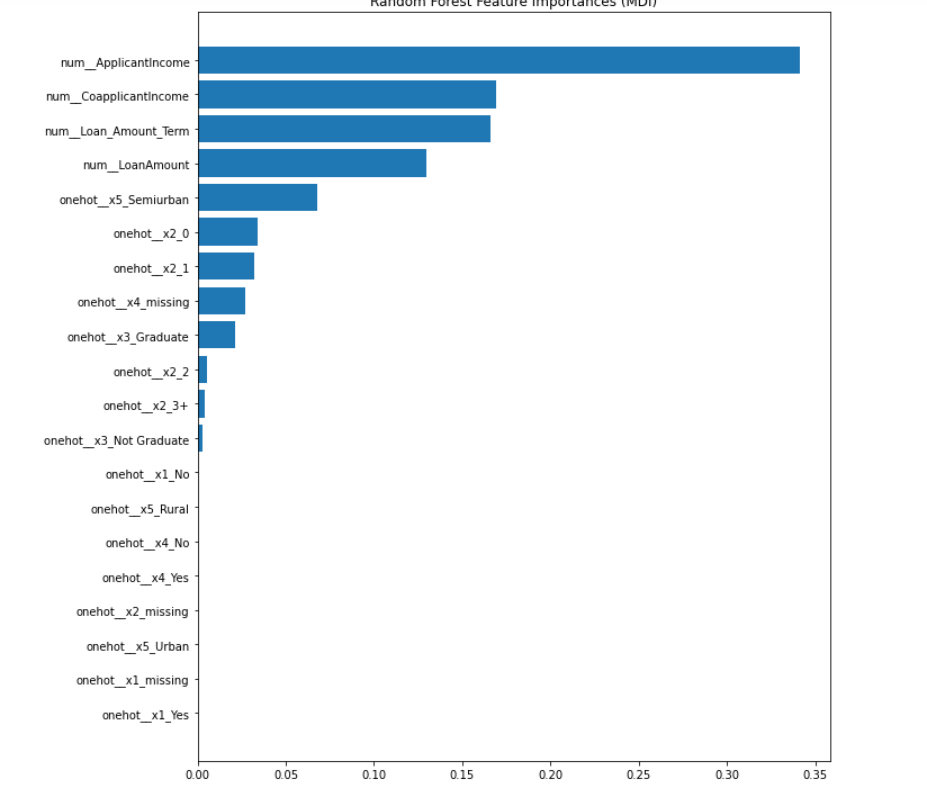 Random Forest Feature Importances (MDI)
num__ApplicantIncome
num__CoapplicantIncome
num__Loan_Amount_Term
num__LoanAmount
onehot__x5_Semiurban
onehot__x2_0
onehot__x2_1
onehot__x4_missing
onehot__x3_Graduate
onehot__x2_2
onehot__x2_3+
onehot__x3_Not Graduate
onehot__x1_No
onehot__x5_Rural
onehot__x4_No
onehot__x4_Yes
onehot__x2_missing
onehot__x5_Urban
onehot__x1_missing
onehot__x1_Yes
0.00 0.05 0.10 0.15 0.20 0.25 0.30 0.35